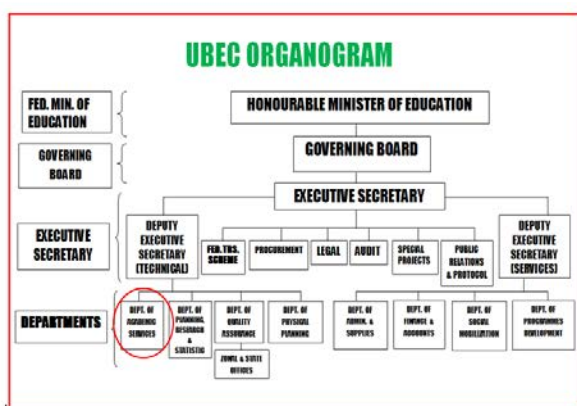 UBEC ORGANOGRAM
FED. MIN. OF
EDUCATION
HONOURABLE MINISTER OF EDUCATION
GOVERNING
BOARD
GOVERNING BOARD
EXECUTIVE SECRETARY
EXECUTIVE
SECRETARY
DEPUTY
EXECUTIVE
SECRETARY
(TECHNICAL)
FED. TRS.
SCHEME
PROCUREMENT
LEGAL
AUDIT
SPECIAL
PROJECTS
PUBLIC
RELATIONS
& PROTOCOL
DEPUTY
EXECUTIVE
SECRETARY
(SERVICES)
DEPARTMENTS
DEPT. OF
ACADEMIC
SERVICES
DEPT. OF
PLANNING,
RESEARCH
&
STATISTIC
DEPT. OF
QUALITY
ASSURANCE
DEPT. OF
PHYSICAL
PLANNING
DEPT. OF
ADMIN. &
SUPPLIES
DEPT. OF
FINANCE &
ACCOUNTS
DEPT. OF
SOCIAL
MOBILIZATION
DEPT. OF
PROGRAMMES
DEVELOPMENT
ZONAL & STATE
OFFICES